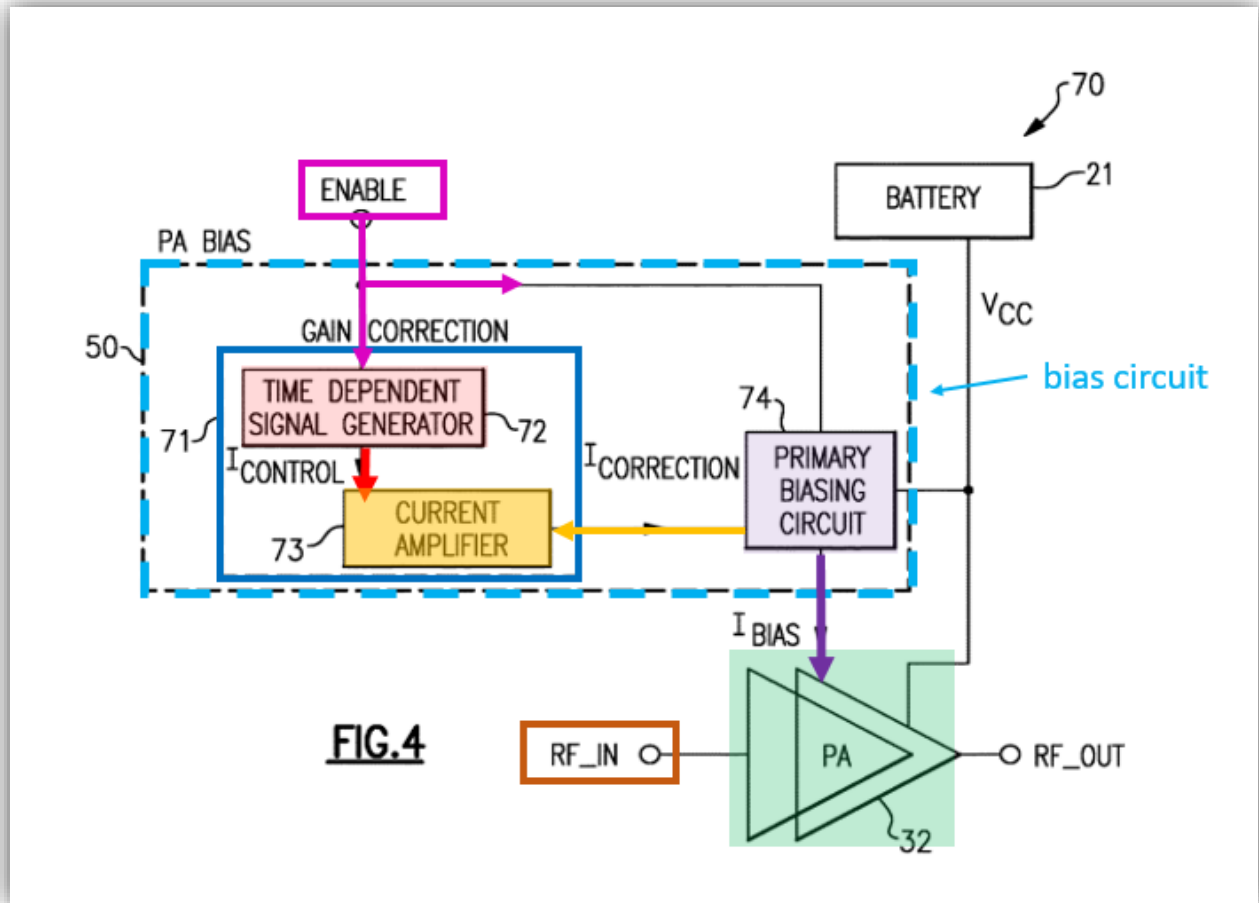 70
ENABLE
BATTERY
21
PA BIAS
VCC
50
GAIN CORRECTION
bias circuit
TIME DEPENDENT
SIGNAL GENERATOR
72
74
71
ICONTROL
ICORRECTION
PRIMARY
BIASING
CIRCUIT
CURRENT
AMPLIFIER
73
IBIAS
FIG.4
RF_IN
PA
RF_OUT
32